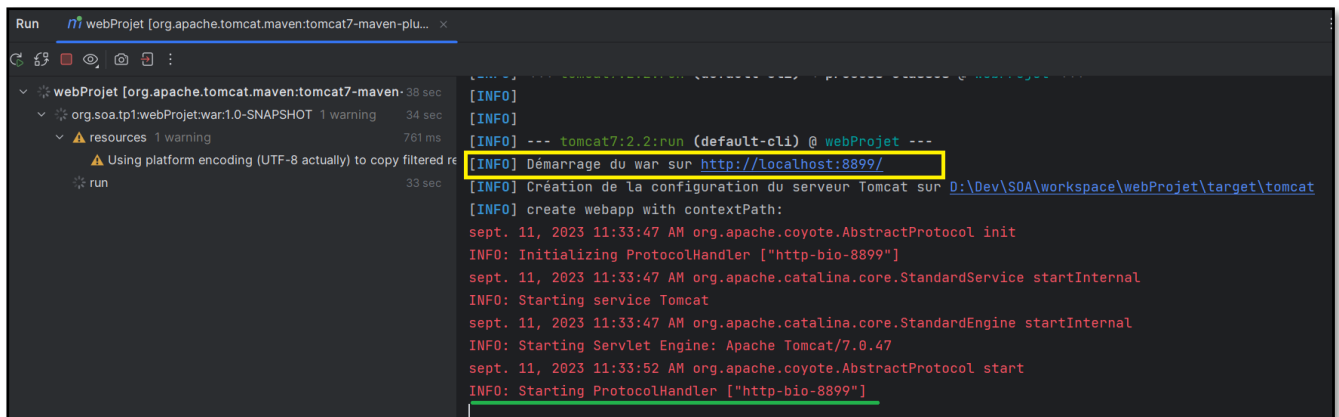 Run webProjet [org.apache.tomcat.maven:tomcat7-maven-plu...
webProjet [org.apache.tomcat.maven:tomcat7-maven- 38 sec
org.soa.tp1:webProjet:war:1.0-SNAPSHOT 1 warning 34 sec
resources 1 warning 761 ms
Using platform encoding (UTF-8 actually) to copy filtered re
run 33 sec
[INFO]
[INFO]
[INFO] --- tomcat7:2.2:run (default-cli) @ webProjet ---
[INFO] Démarrage du war sur http://localhost:8899/
[INFO] Création de la configuration du serveur Tomcat sur D:\Dev\SOA\workspace\webProjet\target\tomcat
[INFO] create webapp with contextPath:
sept. 11, 2023 11:33:47 AM org.apache.coyote.AbstractProtocol init
INFO: Initializing ProtocolHandler ["http-bio-8899"]
sept. 11, 2023 11:33:47 AM org.apache.catalina.core.StandardService startInternal
INFO: Starting service Tomcat
sept. 11, 2023 11:33:47 AM org.apache.catalina.core.StandardEngine startInternal
INFO: Starting Servlet Engine: Apache Tomcat/7.0.47
sept. 11, 2023 11:33:52 AM org.apache.coyote.AbstractProtocol start
INFO: Starting ProtocolHandler ["http-bio-8899"]